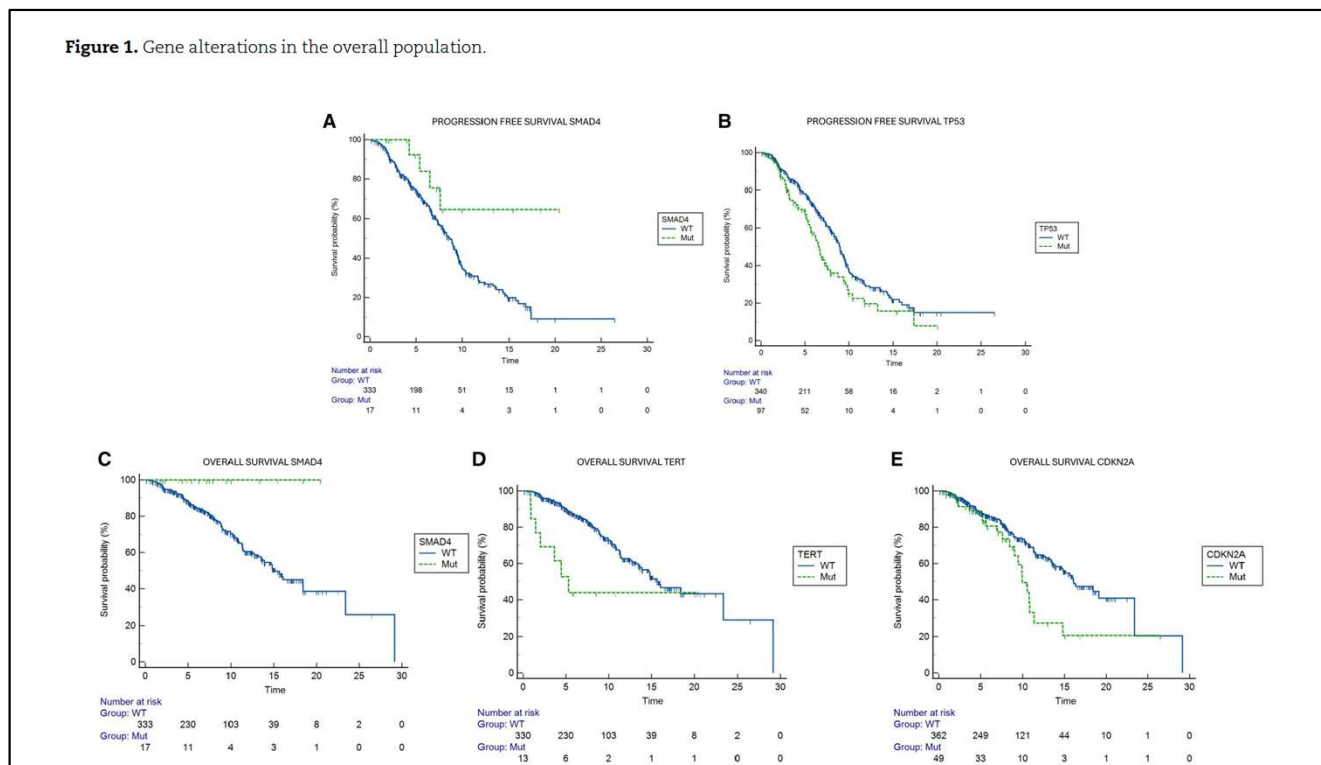 Figure 1. Gene alterations in the overall population.
A
PROGRESSION FREE SURVIVAL SMAD4
Survival probability (%)
100
80
60
40
20
0
0 5 10 15 20 25 30
Time
SMAD4
WT
Mut
Number at risk
Group: WT
333 198 51 15 1 1 0
Group: Mut
17 11 4 3 1 0 0
B
PROGRESSION FREE SURVIVAL TP53
Survival probability (%)
100
80
60
40
20
0
0 5 10 15 20 25 30
Time
TP53
WT
Mut
Number at risk
Group: WT
340 211 58 16 2 1 0
Group: Mut
97 52 10 4 1 0 0
C
OVERALL SURVIVAL SMAD4
Survival probability (%)
100
80
60
40
20
0
0 5 10 15 20 25 30
Time
SMAD4
WT
Mut
Number at risk
Group: WT
333 230 103 39 8 2 0
Group: Mut
17 11 4 3 1 0 0
D
OVERALL SURVIVAL TERT
Survival probability (%)
100
80
60
40
20
0
0 5 10 15 20 25 30
Time
TERT
WT
Mut
Number at risk
Group: WT
330 230 103 39 8 2 0
Group: Mut
13 6 2 1 1 0 0
E
OVERALL SURVIVAL CDKN2A
Survival probability (%)
100
80
60
40
20
0
0 5 10 15 20 25 30
Time
CDKN2A
WT
Mut
Number at risk
Group: WT
362 249 121 44 10 1 0
Group: Mut
49 33 10 3 1 1 0